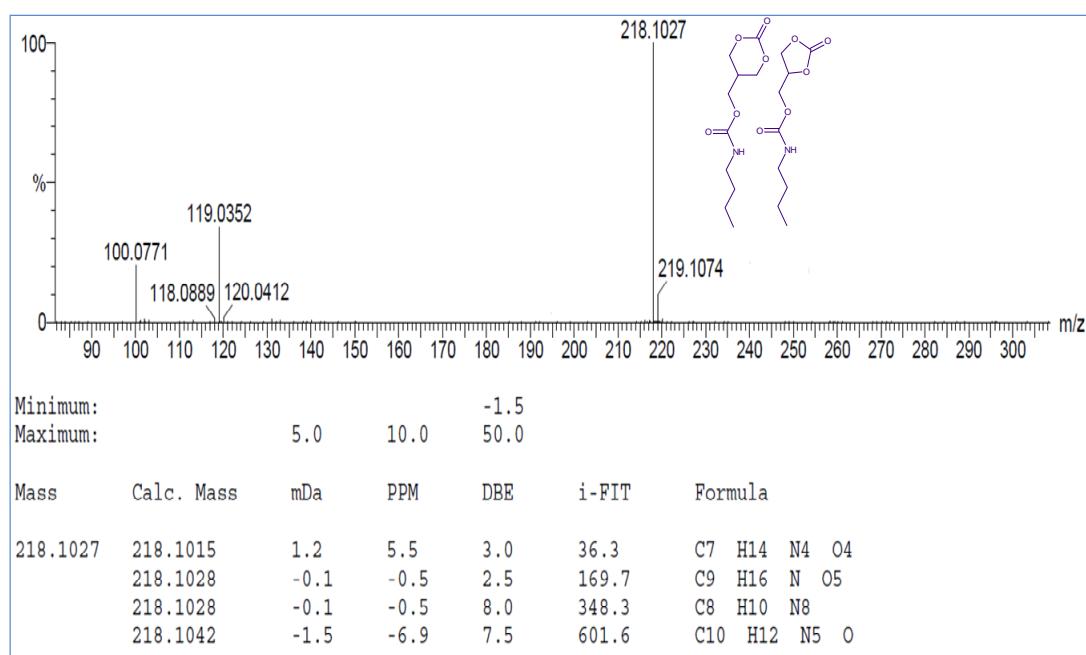 100
%
0
218.1027
219.1074
119.0352
100.0771
118.0889
120.0412
O
O
O
O
O
NH
O
O
O
O
O
NH
90 100 110 120 130 140 150 160 170 180 190 200 210 220 230 240 250 260 270 280 290 300
m/z
Minimum: -1.5
Maximum: 5.0 10.0 50.0
Mass Calc. Mass mDa PPM DBE i-FIT Formula
218.1027 218.1015 1.2 5.5 3.0 36.3 C7 H14 N4 O4
218.1028 -0.1 -0.5 2.5 169.7 C9 H16 N O5
218.1028 -0.1 -0.5 8.0 348.3 C8 H10 N8
218.1042 -1.5 -6.9 7.5 601.6 C10 H12 N5 O